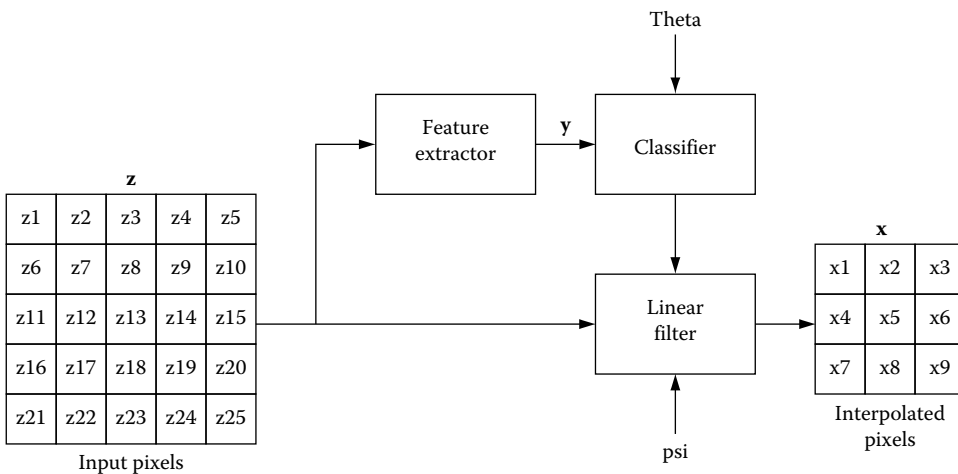 Theta
Feature
extractor
y
Classifier
z
z1 z2 z3 z4 z5
z6 z7 z8 z9 z10
z11 z12 z13 z14 z15
z16 z17 z18 z19 z20
z21 z22 z23 z24 z25
Input pixels
Linear
filter
psi
x
x1 x2 x3
x4 x5 x6
x7 x8 x9
Interpolated
pixels